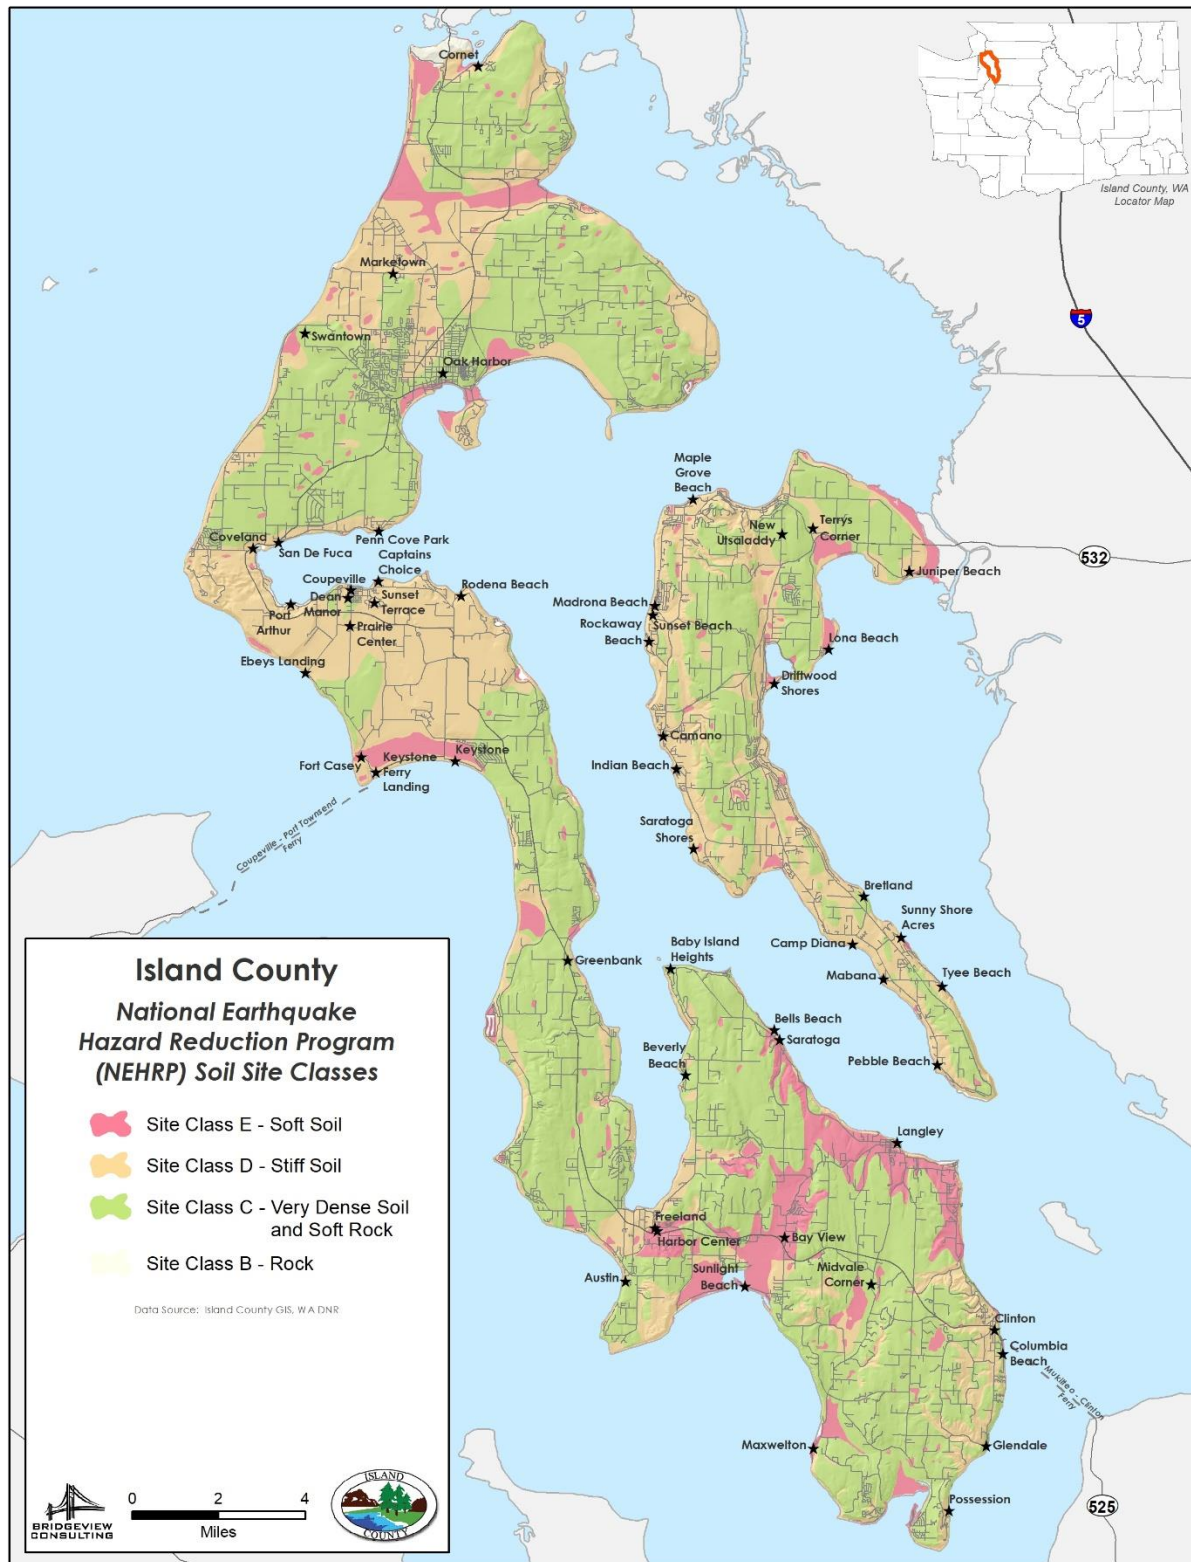 Cornet
Island County, WA
Locator Map
Marketown
5
Swantown
Oak Harbor
Maple
Grove
Beach
New
Utsaladdy
Terrys
Corner
Coveland
San De Fuca
Penn Cove Park
Captains
Choice
532
Juniper Beach
Coupeville
Dean
Manor
Sunset
Terrace
Rodena Beach
Port
Arthur
Prairie
Center
Madrona Beach
Sunset Beach
Rockaway
Beach
Lona Beach
Ebeys Landing
Driftwood
Shores
Camano
Fort Casey
Keystone
Ferry
Landing
Keystone
Indian Beach
Coupeville - Port Townsend
Ferry
Saratoga
Shores
Bretland
Sunny Shore
Acres
Camp Diana
Baby Island
Heights
Greenbank
Mabana
Tyee Beach
Bells Beach
Saratoga
Beverly
Beach
Pebble Beach
Langley
Freeland
Harbor Center
Bay View
Sunlight
Beach
Midvale
Corner
Austin
Clinton
Columbia
Beach
Mukilteo - Clinton
Ferry
Maxwelton
Glendale
Possession
525
Island County
National Earthquake
Hazard Reduction Program
(NEHRP) Soil Site Classes
Site Class E - Soft Soil
Site Class D - Stiff Soil
Site Class C - Very Dense Soil
and Soft Rock
Site Class B - Rock
Data Source: Island County GIS, WA DNR
0 2 4
Miles
BRIDGEVIEW
CONSULTING
ISLAND
COUNTY